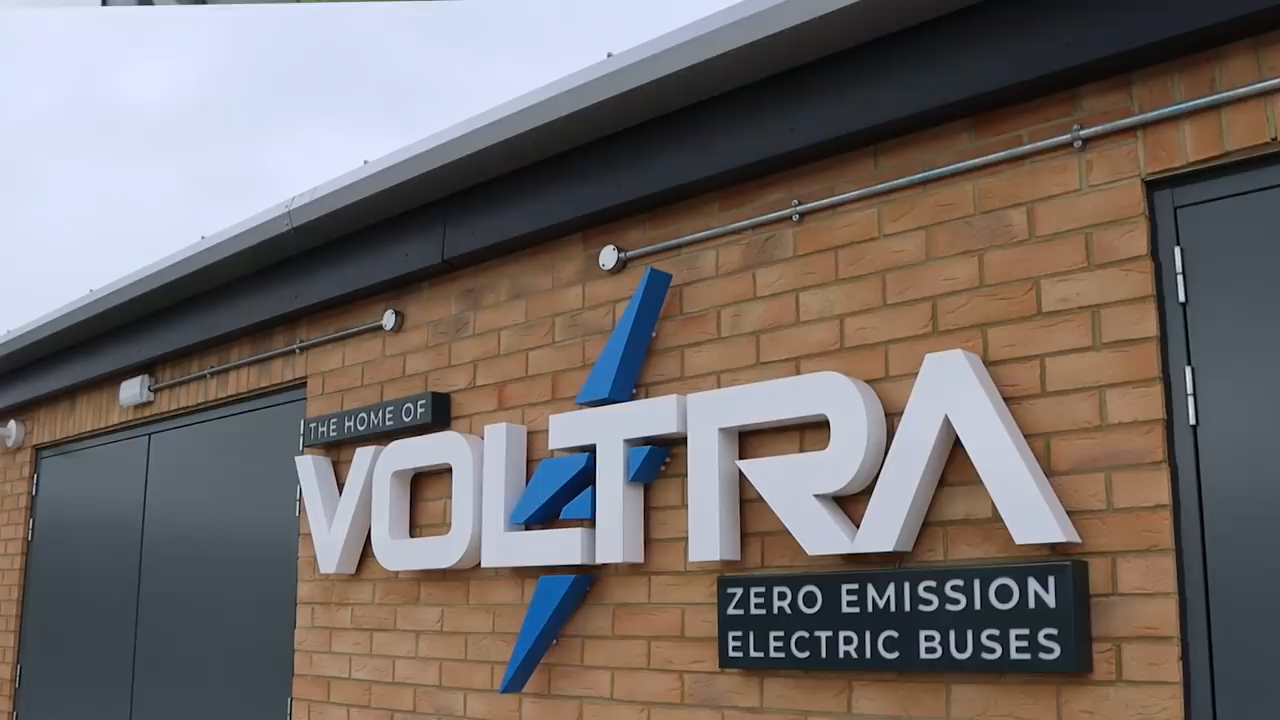 THE HOME OF
VOLTRA
ZERO EMISSION
ELECTRIC BUSES